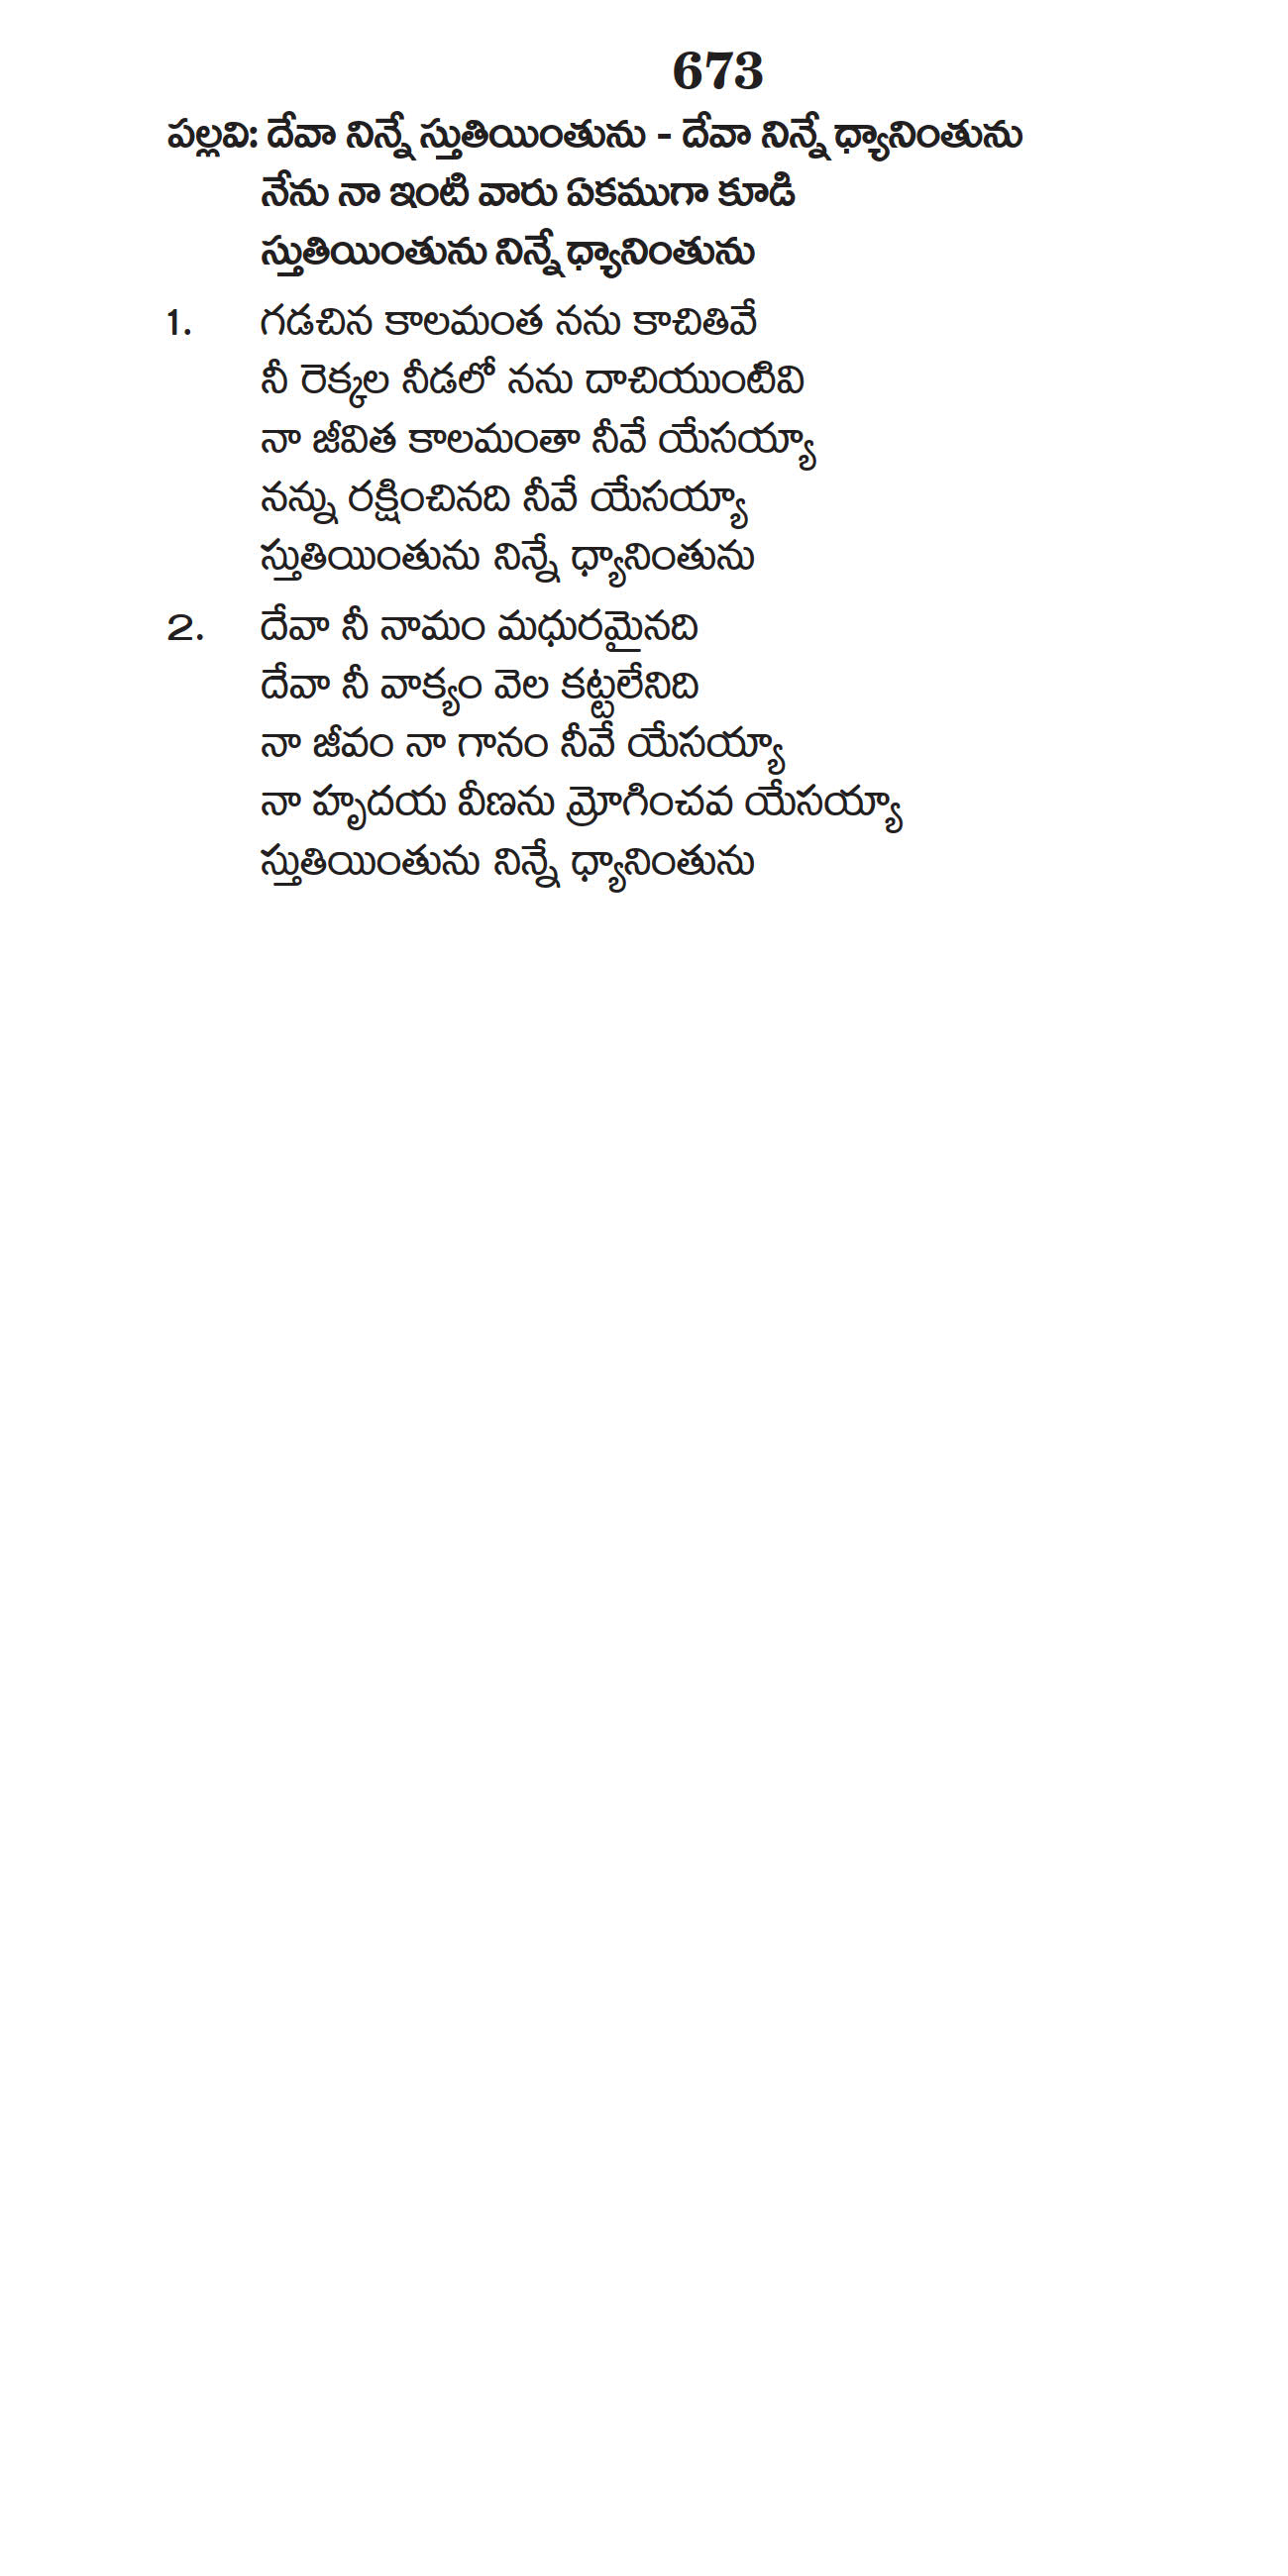 673
పల్లవి: దేవా నిన్నే స్తుతియింతును - దేవా నిన్నే ధ్యానింతును
నేను నా ఇంటి వారు ఏకముగా కూడి
స్తుతియింతును నిన్నే ధ్యానింతును
1. గడచిన కాలమంత నను కాచితివే
నీ రెక్కల నీడలో నను దాచియుంటివి
నా జీవిత కాలమంతా నీవే యేసయ్యా
నన్ను రక్షించినది నీవే యేసయ్యా
స్తుతియింతును నిన్నే ధ్యానింతును
2. దేవా నీ నామం మధురమైనది
దేవా నీ వాక్యం వెల కట్టలేనిది
నా జీవం నా గానం నీవే యేసయ్యా
నా హృదయ వీణను మ్రోగించవ యేసయ్యా
స్తుతియింతును నిన్నే ధ్యానింతును